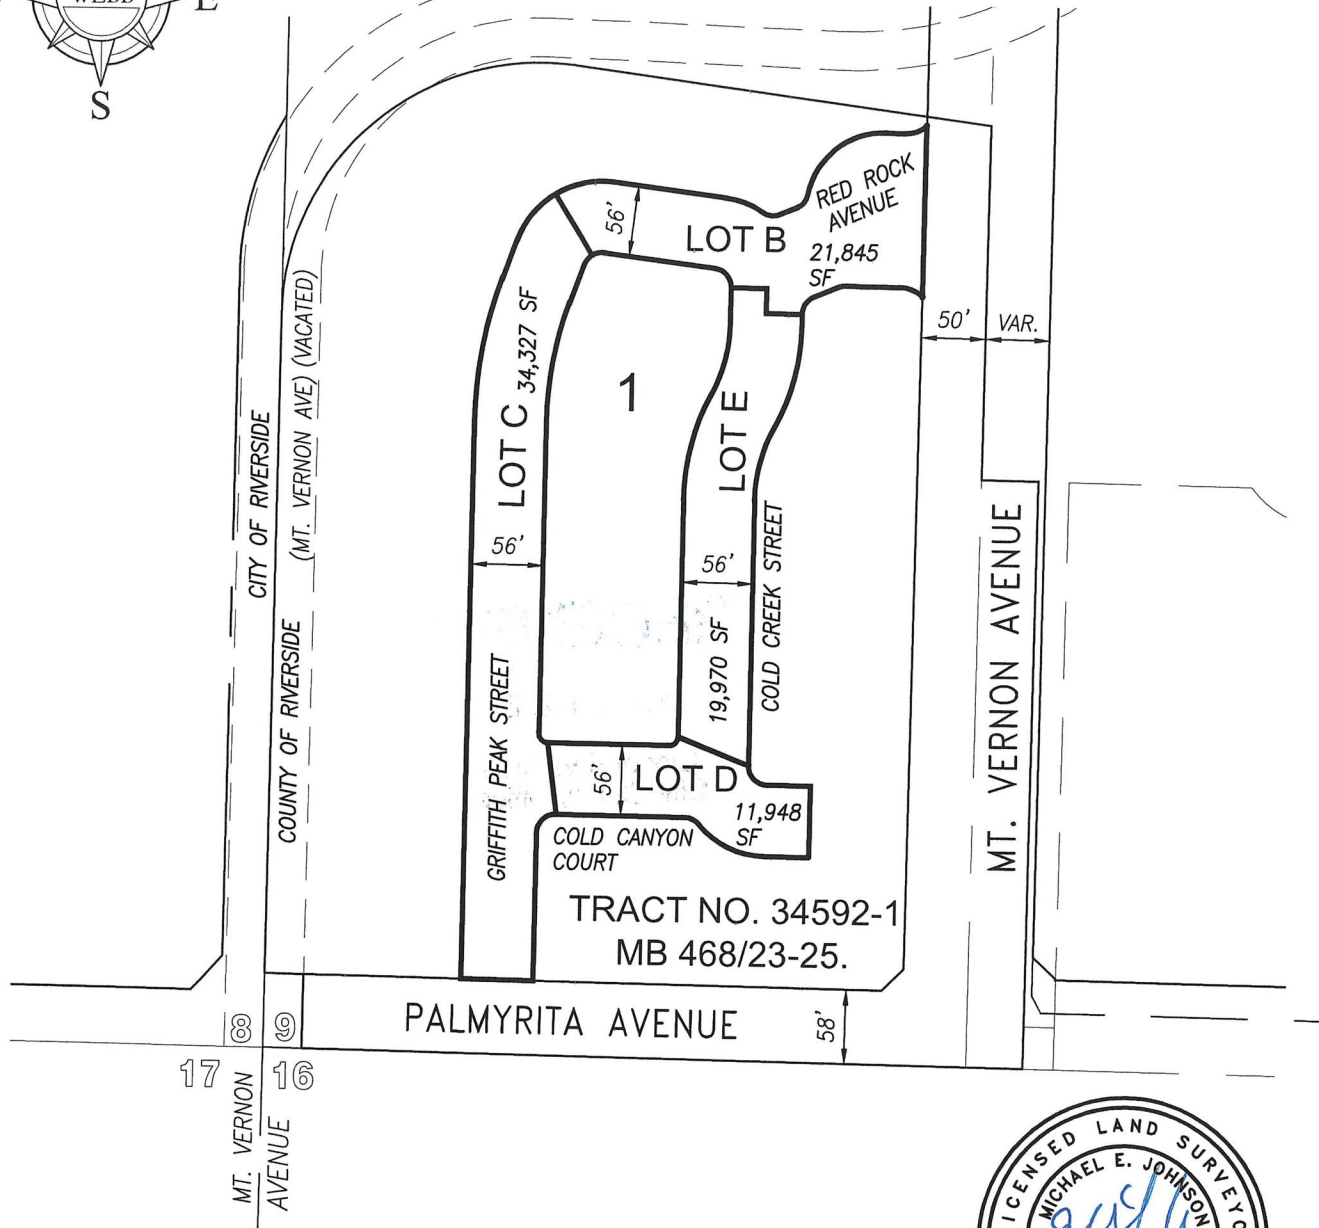 WEBB
E
S
RED ROCK
AVENUE
56'
LOT B
21,845
SF
50'
VAR.
34,327 SF
LOT C
1
LOT E
(MT. VERNON AVE) (VACATED)
CITY OF RIVERSIDE
COUNTY OF RIVERSIDE
56'
56'
COLD CREEK STREET
19,970 SF
MT. VERNON AVENUE
GRIFFITH PEAK STREET
56'
LOT D
11,948
SF
COLD CANYON
COURT
TRACT NO. 34592-1
MB 468/23-25.
PALMYRITA AVENUE
58'
8
9
17
16
MT. VERNON
AVENUE
ICENSED LAND SURVEYO
MICHAEL E. JOHNSON